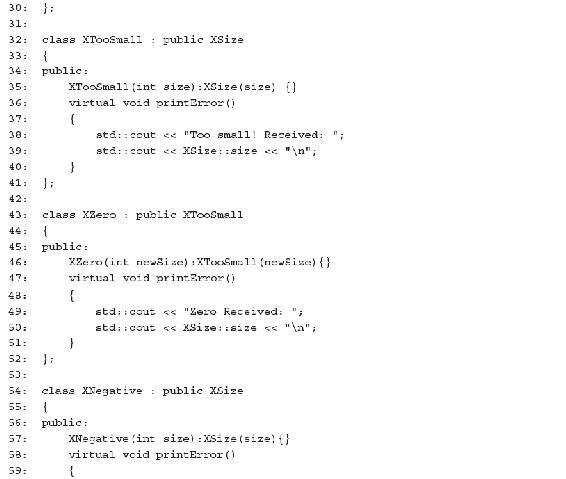 30:  };
31:
32:  class XTooSmall : public XSize
33:  {
34:  public:
35:      XTooSmall(int size):XSize(size) {}
36:      virtual void printError()
37:      {
38:          std::cout << "Too small! Received: ";
39:          std::cout << XSize::size << "\n";
40:      }
41:  };
42:
43:  class XZero : public XTooSmall
44:  {
45:  public:
46:      XZero(int newSize):XTooSmall(newSize){}
47:      virtual void printError()
48:      {
49:          std::cout << "Zero Received: ";
50:          std::cout << XSize::size << "\n";
51:      }
52:  };
53:
54:  class XNegative : public XSize
55:  {
56:  public:
57:      XNegative(int size):XSize(size){}
58:      virtual void printError()
59:      {